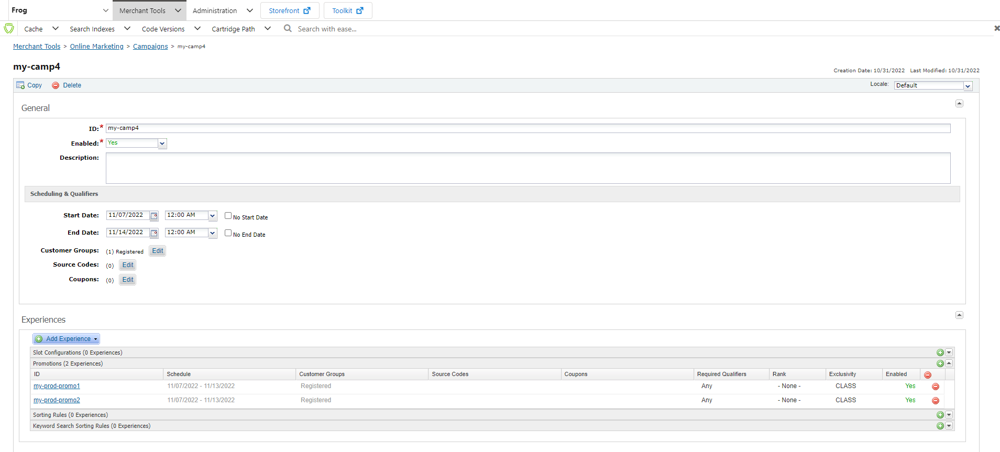 Frog Merchant Tools Administration Storefront Toolkit
Cache Search Indexes Code Versions Cartridge Path Search with ease...
Merchant Tools > Online Marketing > Campaigns > my-camp4
my-camp4
Creation Date: 10/31/2022 Last Modified: 10/31/2022
Copy Delete Locale: Default
General
ID:* my-camp4
Enabled:* Yes
Description:
Scheduling & Qualifiers
Start Date: 11/07/2022 12:00 AM No Start Date
End Date: 11/14/2022 12:00 AM No End Date
Customer Groups: (1) Registered Edit
Source Codes: (0) Edit
Coupons: (0) Edit
Experiences
Add Experience
Slot Configurations (0 Experiences)
Promotions (2 Experiences)
ID Schedule Customer Groups Source Codes Coupons Required Qualifiers Rank Exclusivity Enabled
my-prod-promo1 11/07/2022 - 11/13/2022 Registered Any - None - CLASS Yes
my-prod-promo2 11/07/2022 - 11/13/2022 Registered Any - None - CLASS Yes
Sorting Rules (0 Experiences)
Keyword Search Sorting Rules (0 Experiences)